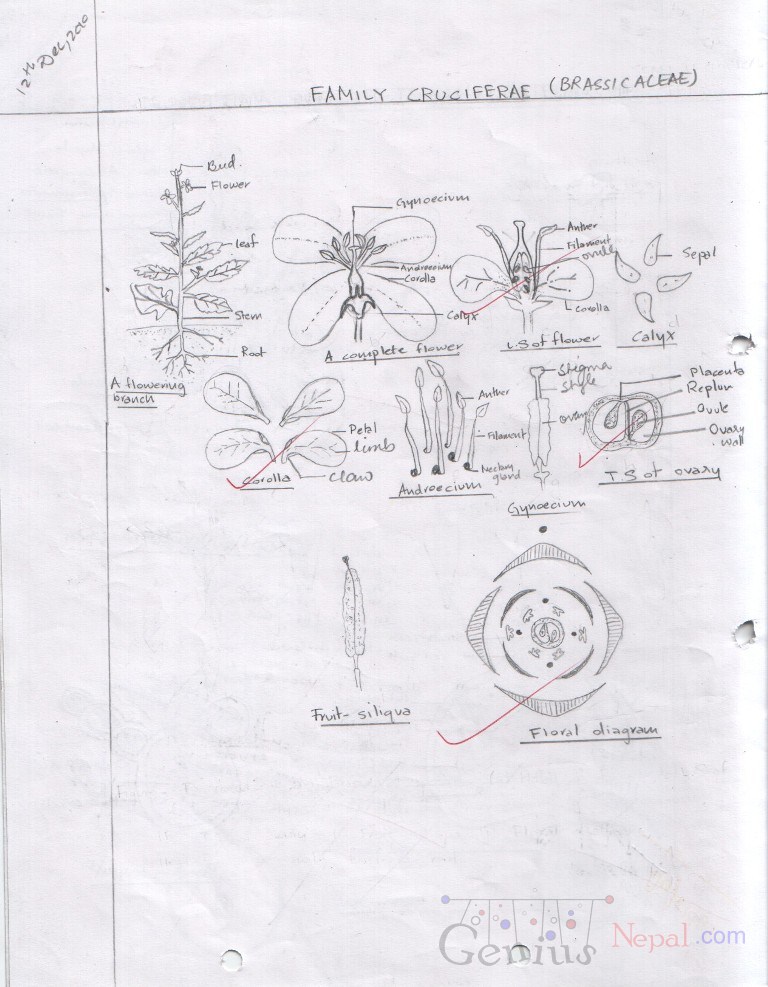 12th Dec, 2010
FAMILY CRUCIFERAE (BRASSICALEAE)
Bud.
Flower
leaf
Stem
Root
A flowering
branch
Gynoecium
Androecium
Corolla
Calyx
A complete flower
Anther
Filament
ovule
Corolla
L.S of flower
Sepal
Calyx
Petal
limb
claw
Corolla
Anther
Filament
Nectary
gland
Androecium
Stigma
Style
ovary
Gynoecium
Placenta
Replum
Ovule
Ovary
wall
T.S of ovary
Fruit- siliqua
Floral diagram
Genius Nepal.com